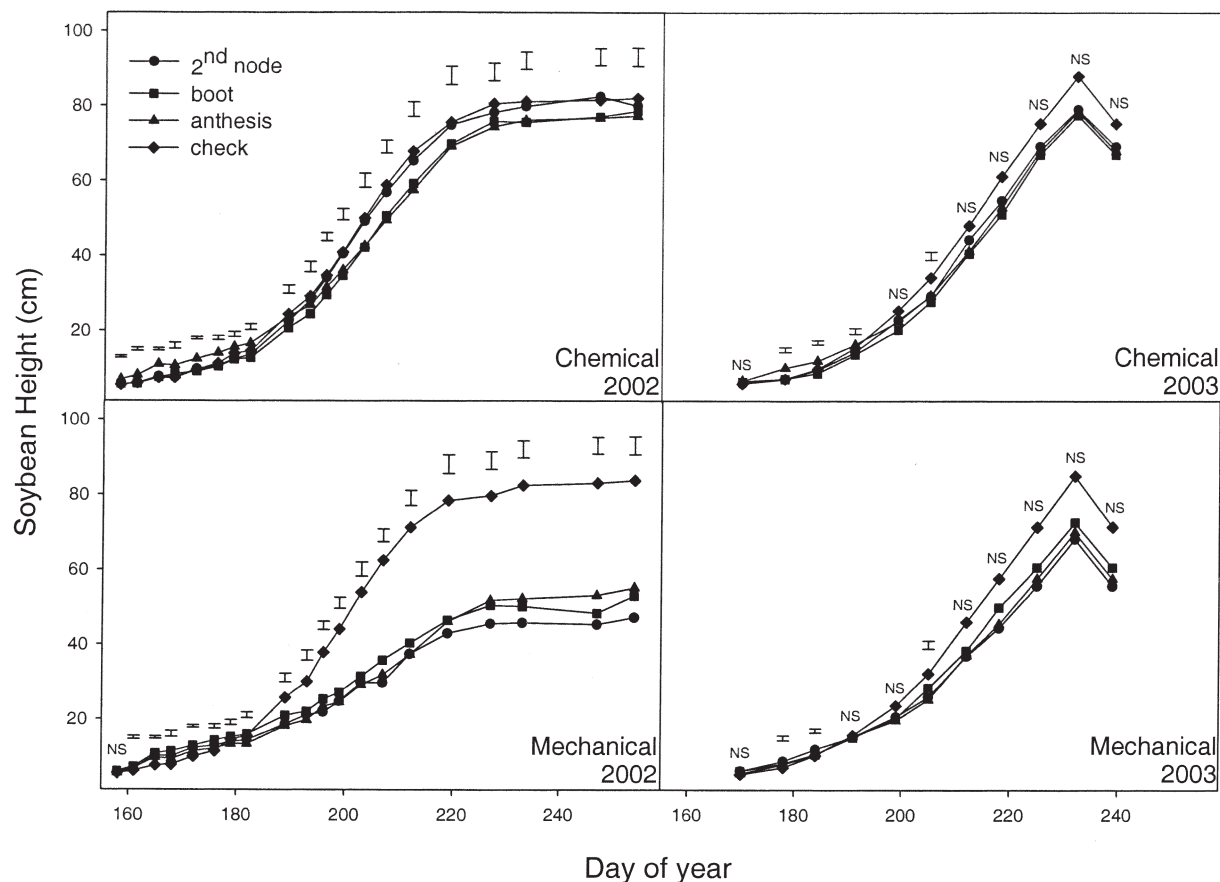 Soybean Height (cm)
100
80
60
40
20
2nd node
boot
anthesis
check
Chemical
2002
NS
NS
NS
NS
NS
NS
NS
NS
Chemical
2003
100
80
60
40
20
NS
Mechanical
2002
NS
NS
NS
NS
NS
NS
NS
NS
NS
Mechanical
2003
160
180
200
220
240
160
180
200
220
240
Day of year